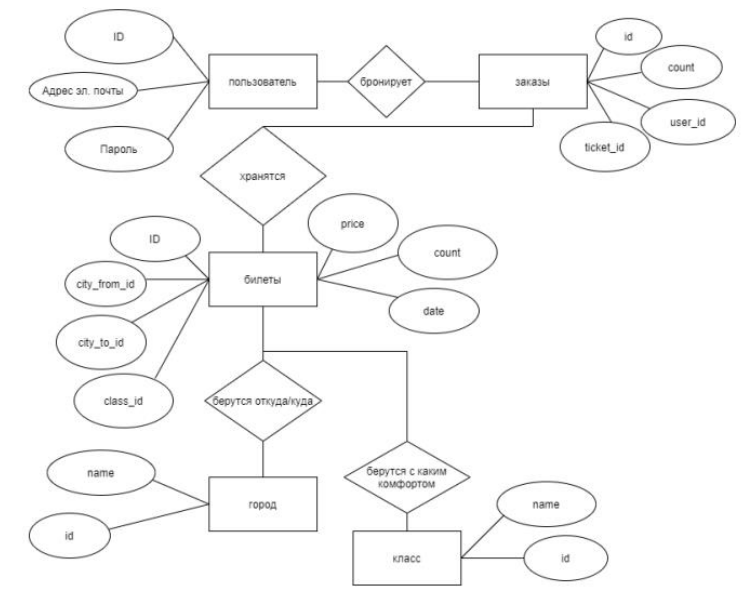 ID
Адрес эл. почты
Пароль
пользователь
бронирует
заказы
id
count
user_id
ticket_id
хранятся
ID
city_from_id
city_to_id
class_id
билеты
price
count
date
берутся откуда/куда
берутся с каким
комфортом
name
id
город
класс
name
id